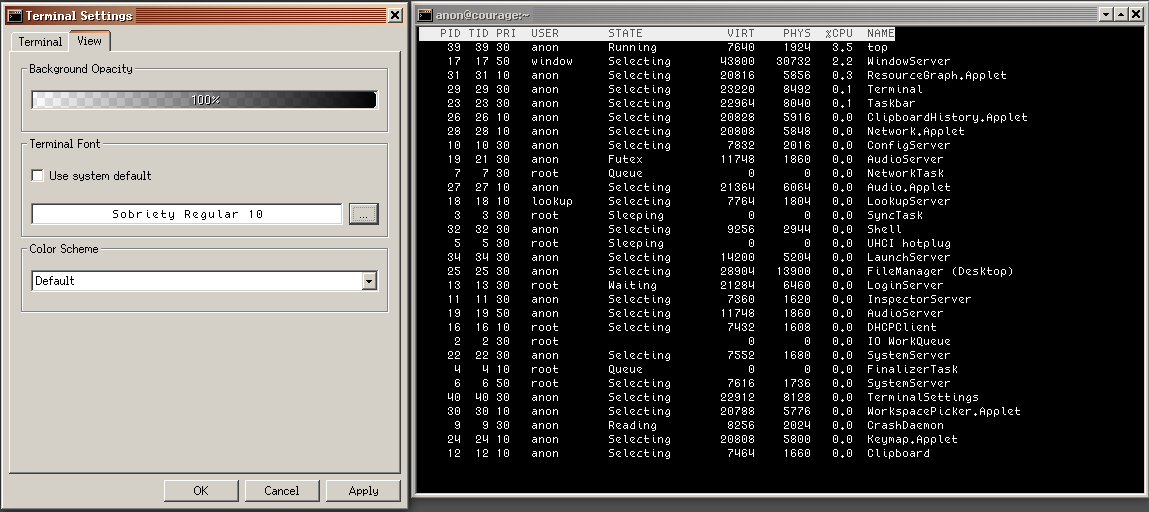 Terminal Settings
Terminal View
Background Opacity
100%
Terminal Font
Use system default
Sobriety Regular 10
...
Color Scheme
Default
OK Cancel Apply
anon@courage:~
PID TID PRI USER STATE VIRT PHYS %CPU NAME
39 39 30 anon Running 7640 1924 3.5 top
17 17 50 window Selecting 43800 30732 2.2 WindowServer
31 31 10 anon Selecting 20816 5856 0.3 ResourceGraph.Applet
29 29 30 anon Selecting 23220 8492 0.1 Terminal
23 23 30 anon Selecting 22964 8040 0.1 Taskbar
26 26 10 anon Selecting 20828 5916 0.0 ClipboardHistory.Applet
28 28 10 anon Selecting 20808 5848 0.0 Network.Applet
10 10 30 anon Selecting 7832 2016 0.0 ConfigServer
19 21 30 anon Futex 11748 1860 0.0 AudioServer
7 7 30 root Queue 0 0 0.0 NetworkTask
27 27 10 anon Selecting 21364 6064 0.0 Audio.Applet
18 18 10 lookup Selecting 7764 1804 0.0 LookupServer
3 3 30 root Sleeping 0 0 0.0 SyncTask
32 32 30 anon Selecting 9256 2944 0.0 Shell
5 5 30 root Sleeping 0 0 0.0 UHCI hotplug
34 34 30 anon Selecting 14200 5204 0.0 LaunchServer
25 25 30 anon Selecting 28904 13900 0.0 FileManager (Desktop)
13 13 30 root Waiting 21284 6460 0.0 LoginServer
11 11 30 anon Selecting 7360 1620 0.0 InspectorServer
19 19 50 anon Selecting 11748 1860 0.0 AudioServer
16 16 10 root Selecting 7432 1608 0.0 DHCPClient
2 2 30 root 0 0 0.0 IO WorkQueue
22 22 30 anon Selecting 7552 1680 0.0 SystemServer
4 4 10 root Queue 0 0 0.0 FinalizerTask
6 6 50 root Selecting 7616 1736 0.0 SystemServer
40 40 30 anon Selecting 22912 8128 0.0 TerminalSettings
30 30 10 anon Selecting 20788 5776 0.0 WorkspacePicker.Applet
9 9 30 anon Reading 8256 2024 0.0 CrashDaemon
24 24 10 anon Selecting 20808 5800 0.0 Keymap.Applet
12 12 10 anon Selecting 7464 1660 0.0 Clipboard